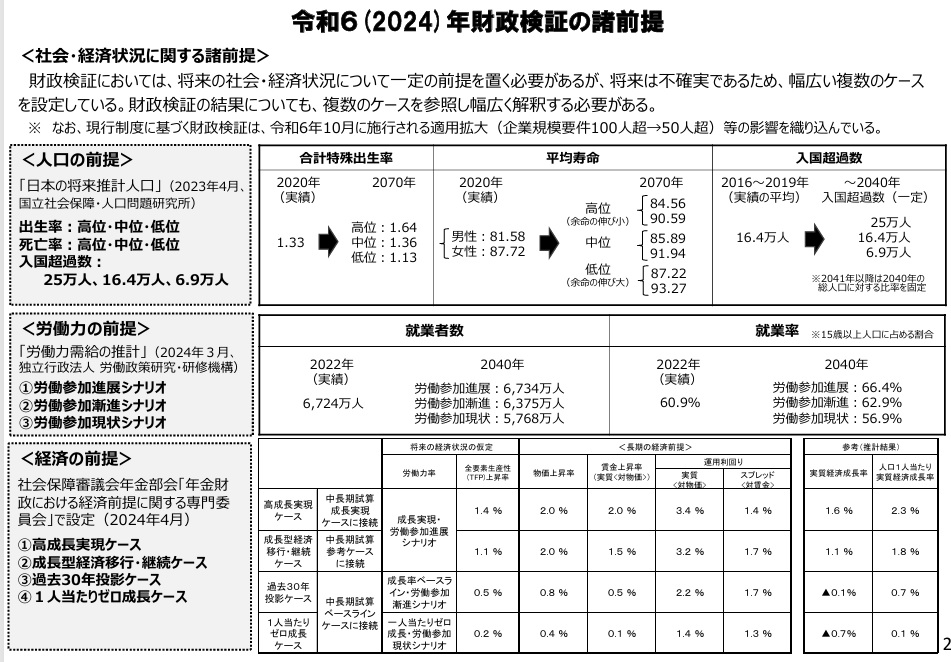 令和６(2024)年財政検証の諸前提
＜社会・経済状況に関する諸前提＞
財政検証においては、将来の社会・経済状況について一定の前提を置く必要があるが、将来は不確実であるため、幅広い複数のケース
を設定している。財政検証の結果についても、複数のケースを参照し幅広く解釈する必要がある。
※ なお、現行制度に基づく財政検証は、令和6年10月に施行される適用拡大（企業規模要件100人超→50人超）等の影響を織り込んでいる。
＜人口の前提＞
「日本の将来推計人口」（2023年4月、
国立社会保障・人口問題研究所）
出生率：高位・中位・低位
死亡率：高位・中位・低位
入国超過数：
25万人、16.4万人、6.9万人
合計特殊出生率
2020年
（実績）
2070年
1.33
高位：1.64
中位：1.36
低位：1.13
平均寿命
2020年
（実績）
2070年
男性：81.58
女性：87.72
高位
（余命の伸び小）
84.56
90.59
中位
85.89
91.94
低位
（余命の伸び大）
87.22
93.27
入国超過数
2016～2019年
（実績の平均）
～2040年
入国超過数（一定）
16.4万人
25万人
16.4万人
6.9万人
※2041年以降は2040年の
総人口に対する比率を固定
＜労働力の前提＞
「労働力需給の推計」（2024年３月、
独立行政法人 労働政策研究・研修機構）
①労働参加進展シナリオ
②労働参加漸進シナリオ
③労働参加現状シナリオ
就業者数
2022年
（実績）
2040年
6,724万人
労働参加進展：6,734万人
労働参加漸進：6,375万人
労働参加現状：5,768万人
就業率 ※15歳以上人口に占める割合
2022年
（実績）
2040年
60.9%
労働参加進展：66.4%
労働参加漸進：62.9%
労働参加現状：56.9%
＜経済の前提＞
社会保障審議会年金部会「年金財
政における経済前提に関する専門委
員会」で設定（2024年4月）
①高成長実現ケース
②成長型経済移行・継続ケース
③過去30年投影ケース
④１人当たりゼロ成長ケース
将来の経済状況の仮定
＜長期の経済前提＞
参考（推計結果）
労働力率
全要素生産性
(TFP)上昇率
物価上昇率
賃金上昇率
（実質<対物価>）
運用利回り
実質
<対物価>
スプレッド
<対賃金>
実質経済成長率
人口1人当たり
実質経済成長率
高成長実現
ケース
中長期試算
成長実現
ケースに接続
成長実現・
労働参加進展
シナリオ
1.4 %
2.0 %
2.0 %
3.4 %
1.4 %
1.6 %
2.3 %
成長型経済
移行・継続
ケース
中長期試算
参考ケース
に接続
1.1 %
2.0 %
1.5 %
3.2 %
1.7 %
1.1 %
1.8 %
過去30年
投影ケース
中長期試算
ベースライン
ケースに接続
成長率ベースラ
イン・労働参加
漸進シナリオ
0.5 %
0.8 %
0.5 %
2.2 %
1.7 %
▲0.1%
0.7 %
1人当たり
ゼロ成長
ケース
一人当たりゼロ
成長・労働参加
現状シナリオ
0.2 %
0.4 %
0.1 %
1.4 %
1.3 %
▲0.7%
0.1 %
2